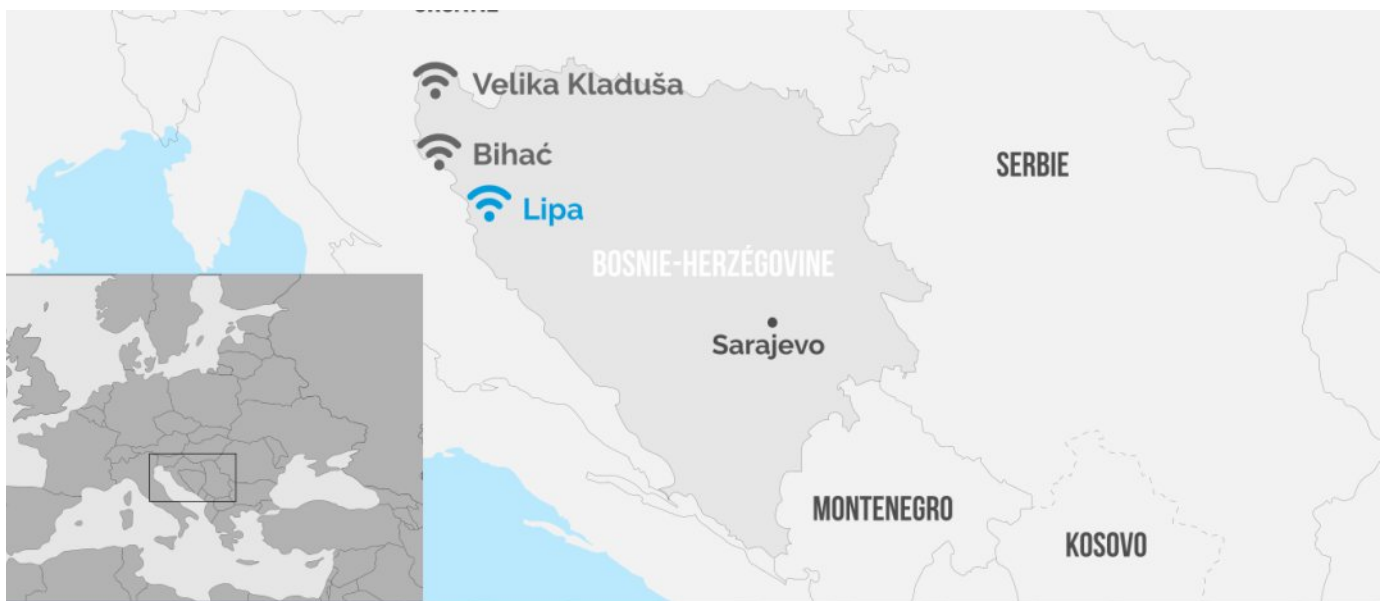 Velika Kladuša
Bihać
SERBIE
Lipa
BOSNIE-HERZÉGOVINE
Sarajevo
MONTENEGRO
KOSOVO